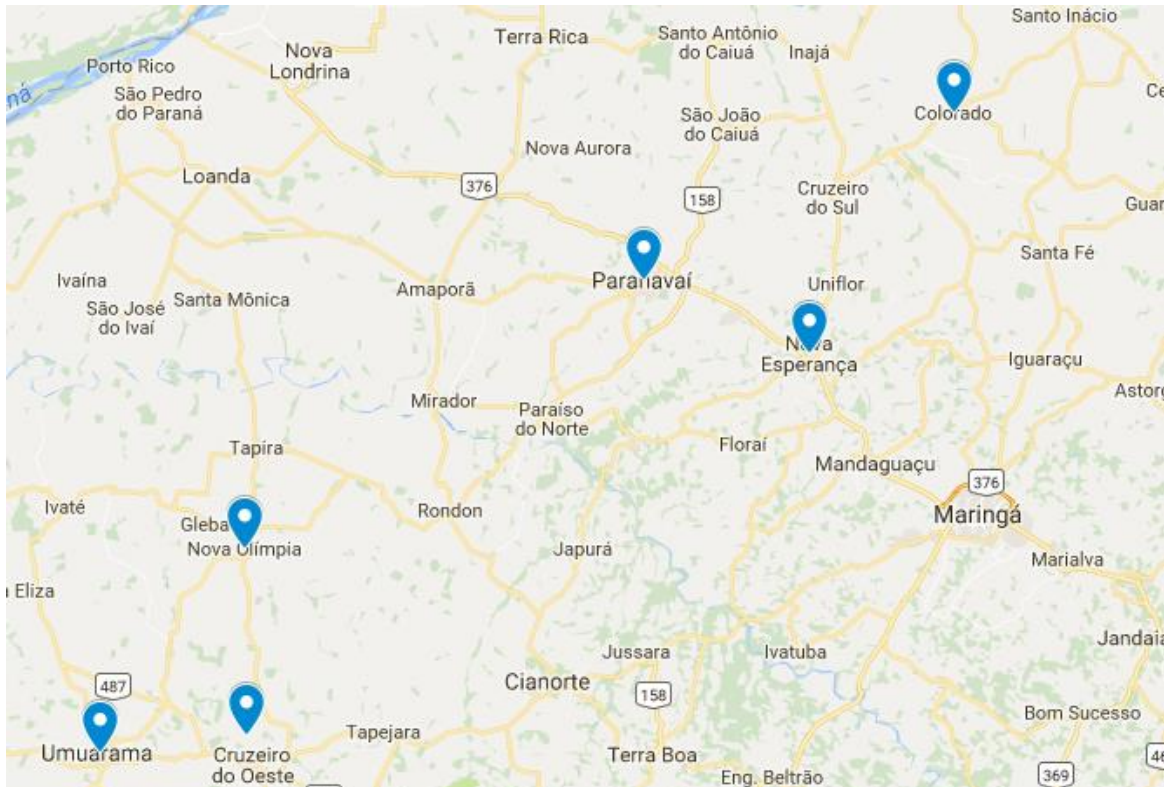 Santo Inácio
Terra Rica
Santo Antônio
do Caiuá
Inajá
Nova
Londrina
Porto Rico
São Pedro
do Paraná
Colorado
São João
do Caiuá
Nova Aurora
Loanda
376
158
Cruzeiro
do Sul
Santa Fé
Ivaína
Paranavaí
Amaporã
Uniflor
Santa Mônica
São José
do Ivaí
Nova
Esperança
Iguaraçu
Mirador
Paraíso
do Norte
Floraí
Tapira
Mandaguaçu
376
Ivaté
Rondon
Maringá
Gleba
Nova Olímpia
Japurá
Marialva
Eliza
Jussara
Ivatuba
Cianorte
487
158
Bom Sucesso
Umuarama
Cruzeiro
do Oeste
Tapejara
Terra Boa
Eng. Beltrão
369